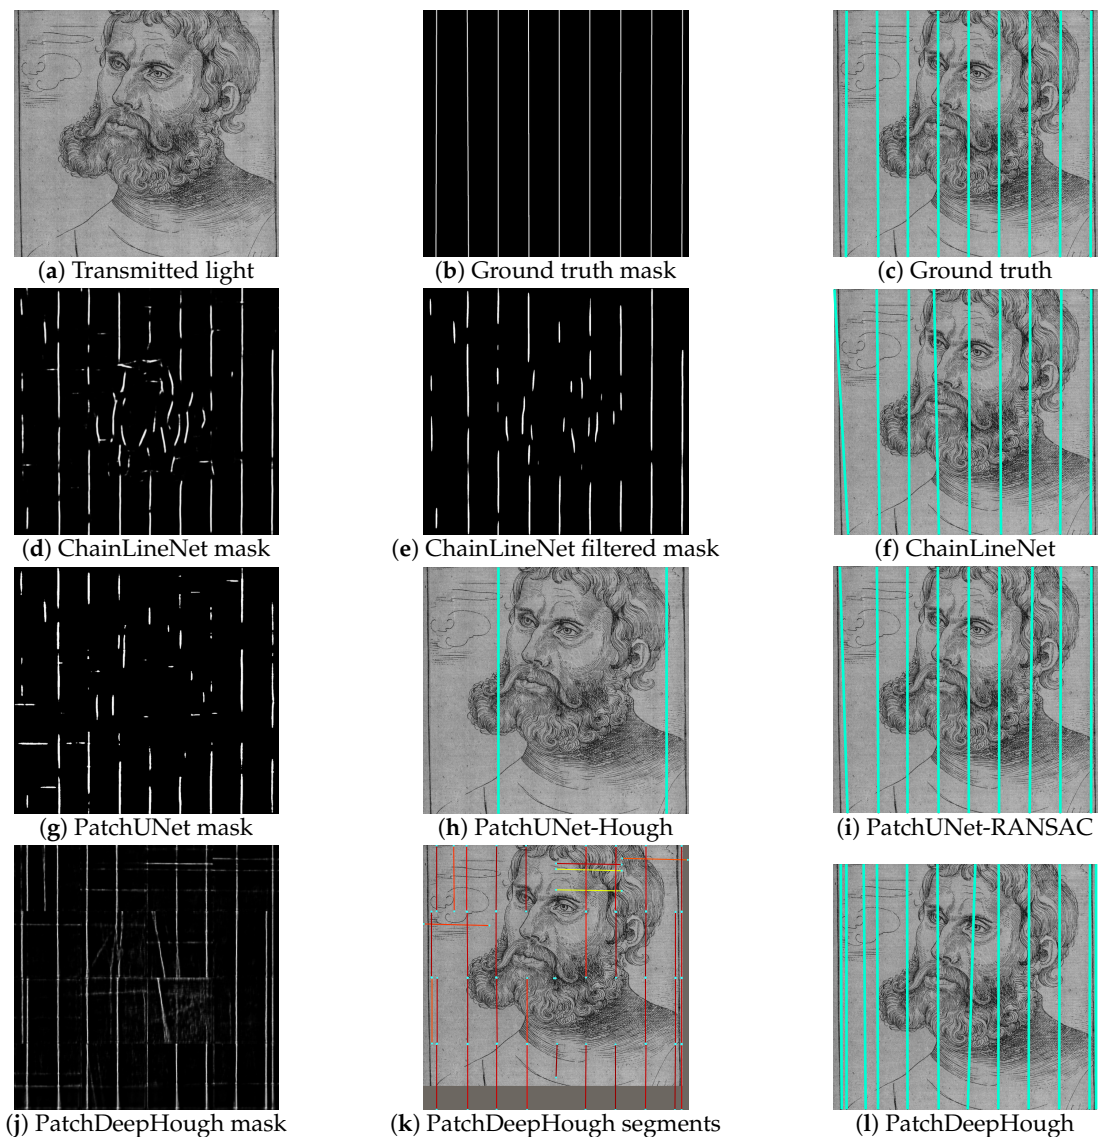 (a) Transmitted light
(b) Ground truth mask
(c) Ground truth
(d) ChainLineNet mask
(e) ChainLineNet filtered mask
(f) ChainLineNet
(g) PatchUNet mask
(h) PatchUNet-Hough
(i) PatchUNet-RANSAC
(j) PatchDeepHough mask
(k) PatchDeepHough segments
(l) PatchDeepHough